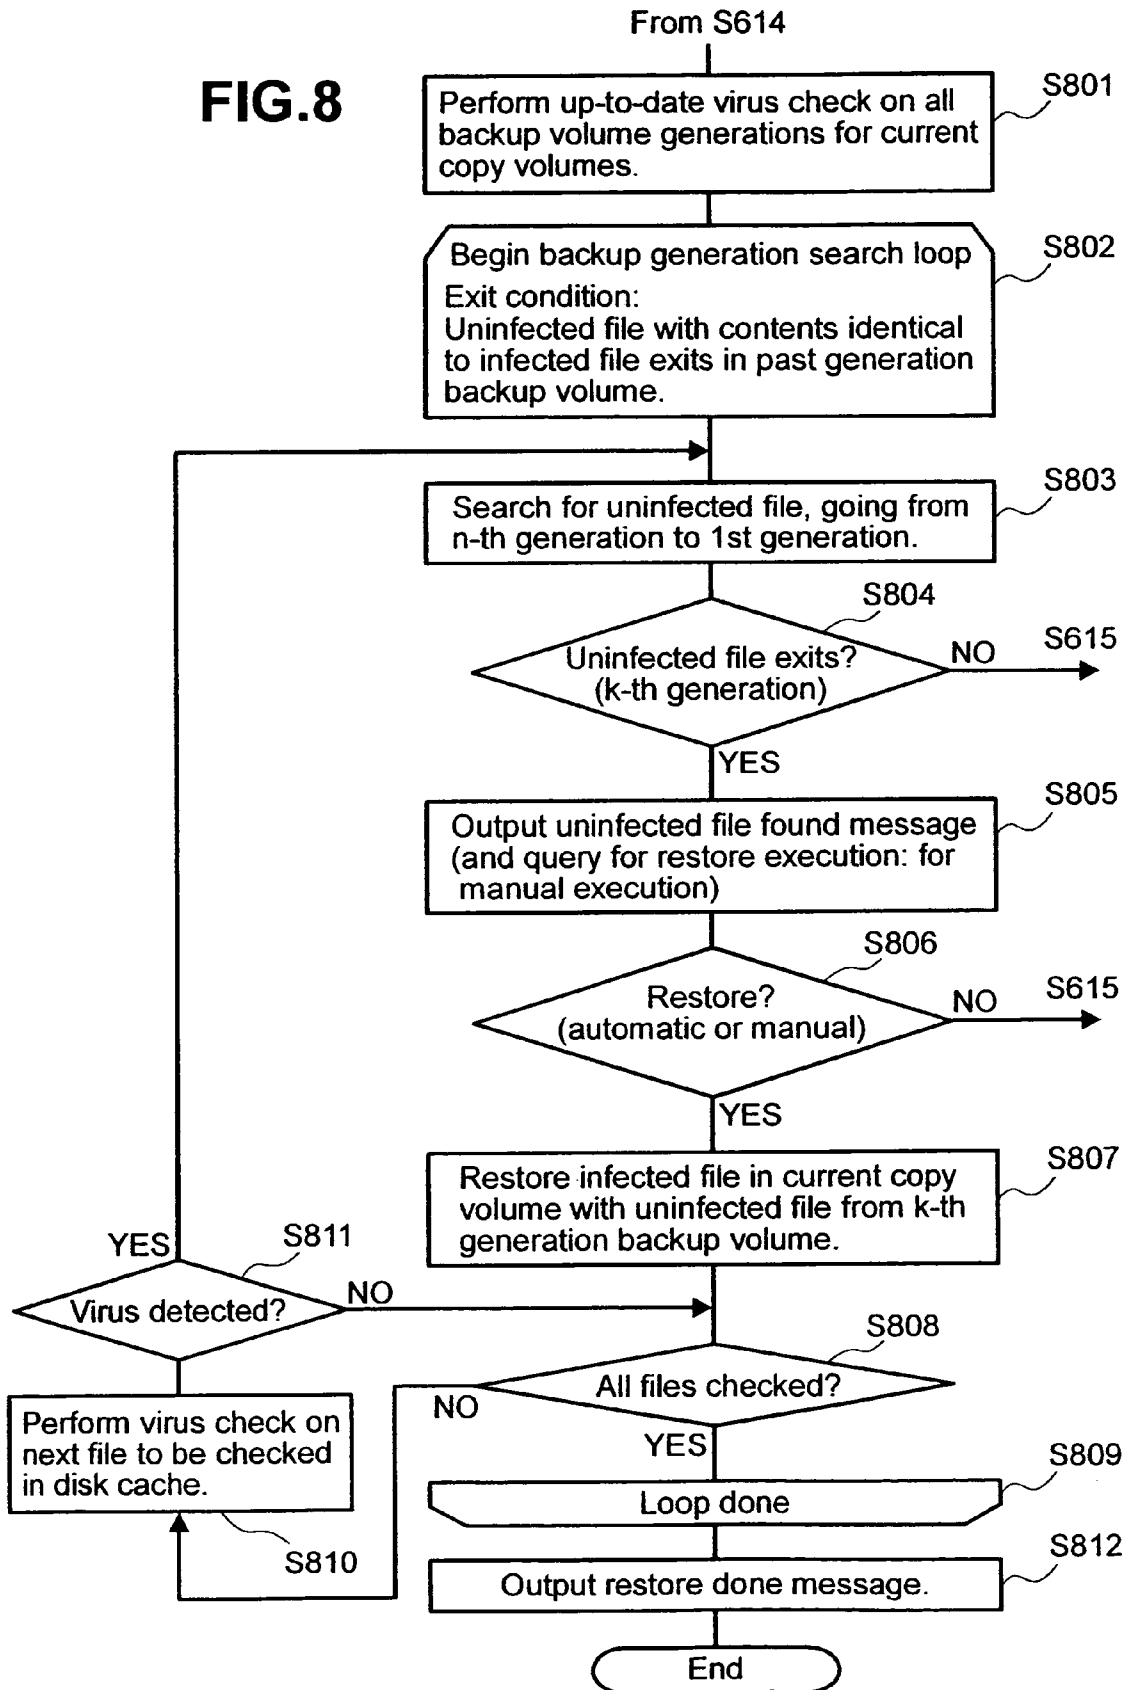 From S614
FIG.8
S801
Perform up-to-date virus check on all
backup volume generations for current
copy volumes.
S802
Begin backup generation search loop
Exit condition:
Uninfected file with contents identical
to infected file exits in past generation
backup volume.
S803
Search for uninfected file, going from
n-th generation to 1st generation.
S804
Uninfected file exits?
(k-th generation)
NO
S615
YES
S805
Output uninfected file found message
(and query for restore execution: for
manual execution)
S806
Restore?
(automatic or manual)
NO
S615
YES
S807
Restore infected file in current copy
volume with uninfected file from k-th
generation backup volume.
YES
S811
Virus detected?
NO
S808
All files checked?
NO
YES
Perform virus check on
next file to be checked
in disk cache.
S810
S809
Loop done
S812
Output restore done message.
End